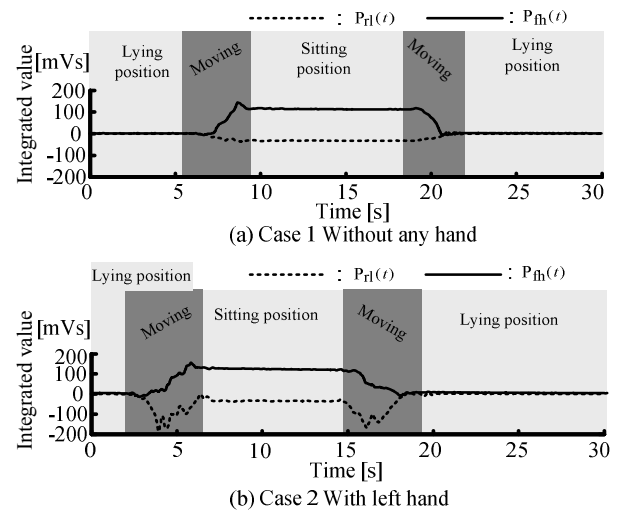 : Prl(t) : Pfh(t)
Integrated value
[mVs]
Lying position
Moving
Sitting position
Moving
Lying position
200
100
0
-100
-200
0 5 10 15 20 25 30
Time [s]
(a) Case 1 Without any hand
: Prl(t) : Pfh(t)
Integrated value
[mVs]
Lying position
Moving
Sitting position
Moving
Lying position
200
100
0
-100
-200
0 5 10 15 20 25 30
Time [s]
(b) Case 2 With left hand